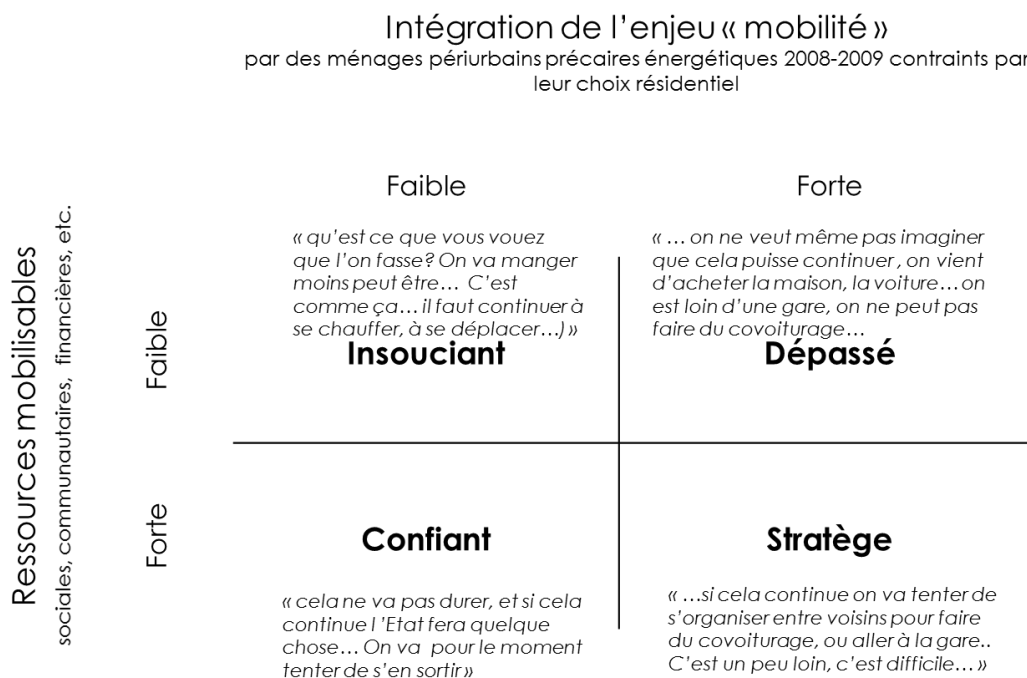 Intégration de l'enjeu « mobilité »
par des ménages périurbains précaires énergétiques 2008-2009 contraints par
leur choix résidentiel
Faible
Forte
Ressources mobilisables
sociales, communautaires, financières, etc.
Faible
« qu'est ce que vous vouez
que l'on fasse? On va manger
moins peut être... C'est
comme ça... il faut continuer à
se chauffer, à se déplacer...) »
Insouciant
« ... on ne veut même pas imaginer
que cela puisse continuer , on vient
d'acheter la maison, la voiture...on
est loin d'une gare, on ne peut pas
faire du covoiturage...
Dépassé
Forte
Confiant
« cela ne va pas durer, et si cela
continue l 'Etat fera quelque
chose... On va pour le moment
tenter de s'en sortir »
Stratège
« ...si cela continue on va tenter de
s'organiser entre voisins pour faire
du covoiturage, ou aller à la gare..
C'est un peu loin, c'est difficile... »